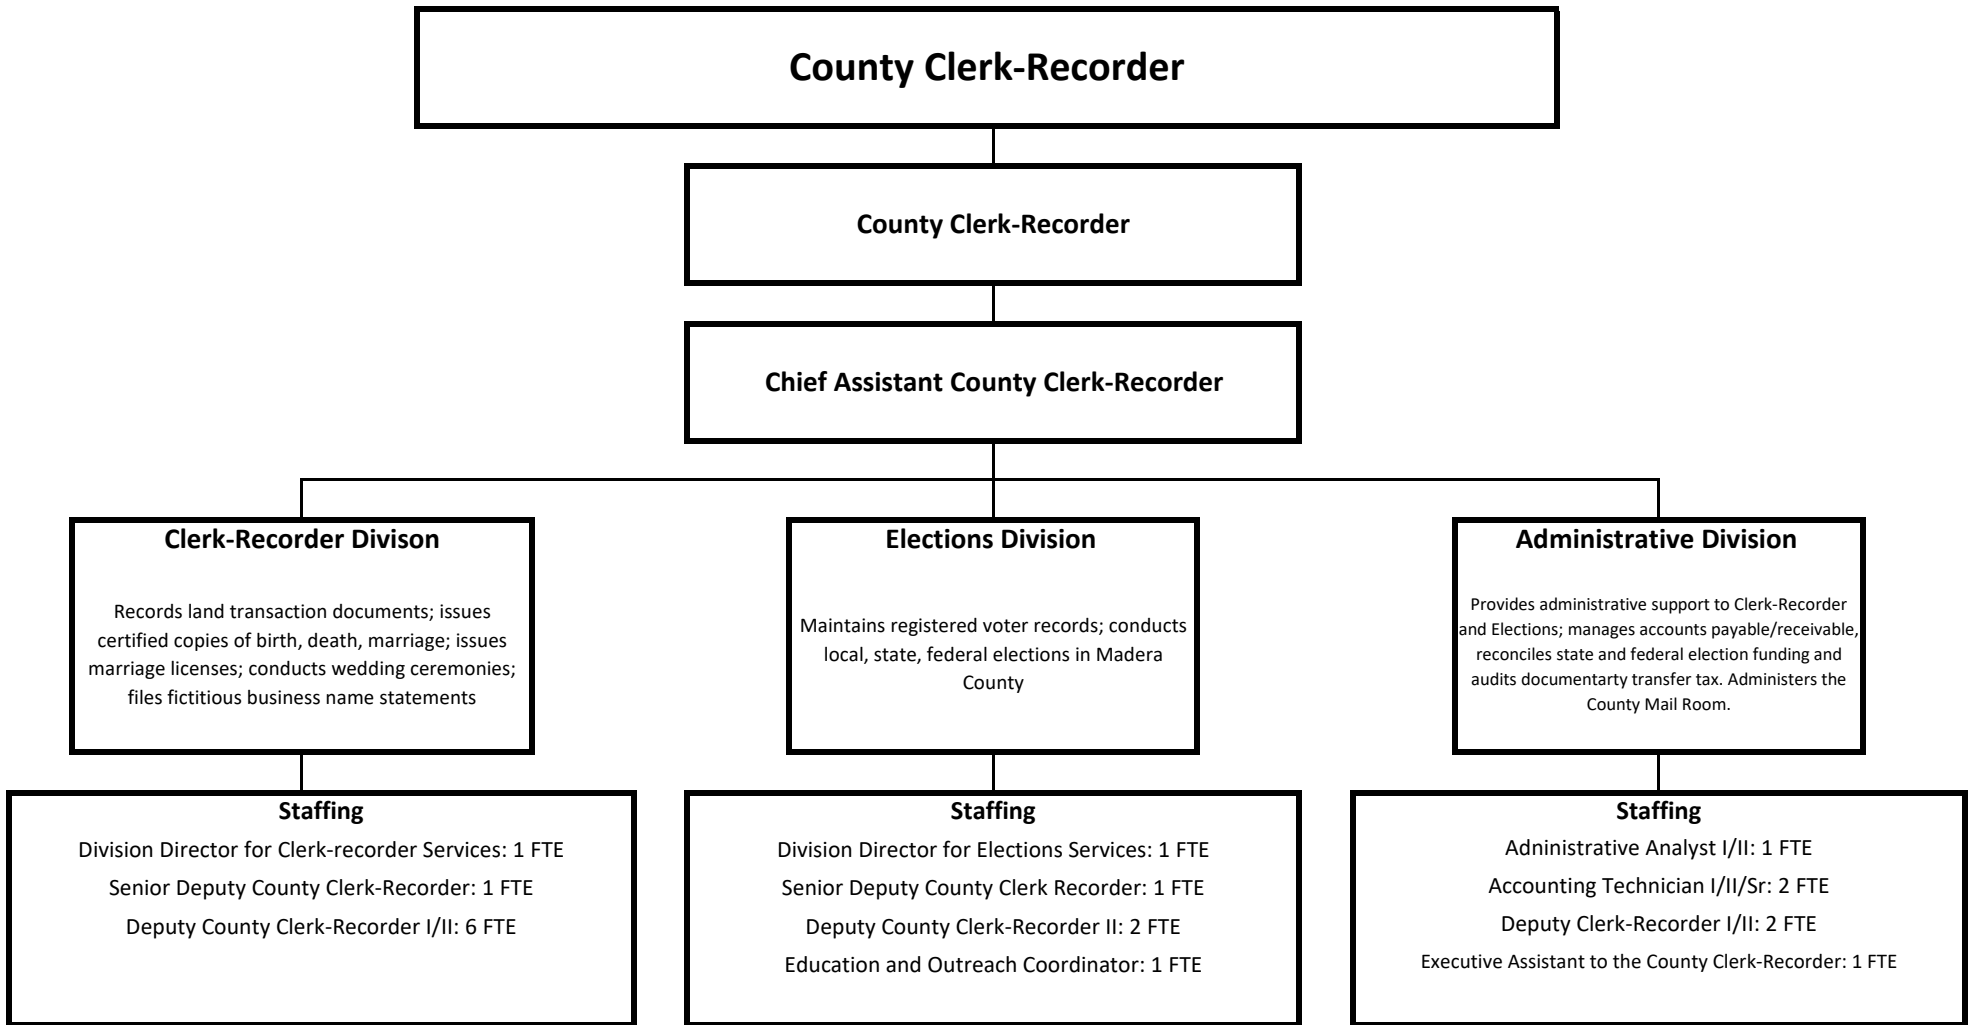 County Clerk-Recorder
County Clerk-Recorder
Chief Assistant County Clerk-Recorder
Clerk-Recorder Divison
Records land transaction documents; issues
certified copies of birth, death, marriage; issues
marriage licenses; conducts wedding ceremonies;
files fictitious business name statements
Elections Division
Maintains registered voter records; conducts
local, state, federal elections in Madera
County
Administrative Division
Provides administrative support to Clerk-Recorder
and Elections; manages accounts payable/receivable,
reconciles state and federal election funding and
audits documentarty transfer tax. Administers the
County Mail Room.
Staffing
Division Director for Clerk-recorder Services: 1 FTE
Senior Deputy County Clerk-Recorder: 1 FTE
Deputy County Clerk-Recorder I/II: 6 FTE
Staffing
Division Director for Elections Services: 1 FTE
Senior Deputy County Clerk Recorder: 1 FTE
Deputy County Clerk-Recorder II: 2 FTE
Education and Outreach Coordinator: 1 FTE
Staffing
Adninistrative Analyst I/II: 1 FTE
Accounting Technician I/II/Sr: 2 FTE
Deputy Clerk-Recorder I/II: 2 FTE
Executive Assistant to the County Clerk-Recorder: 1 FTE